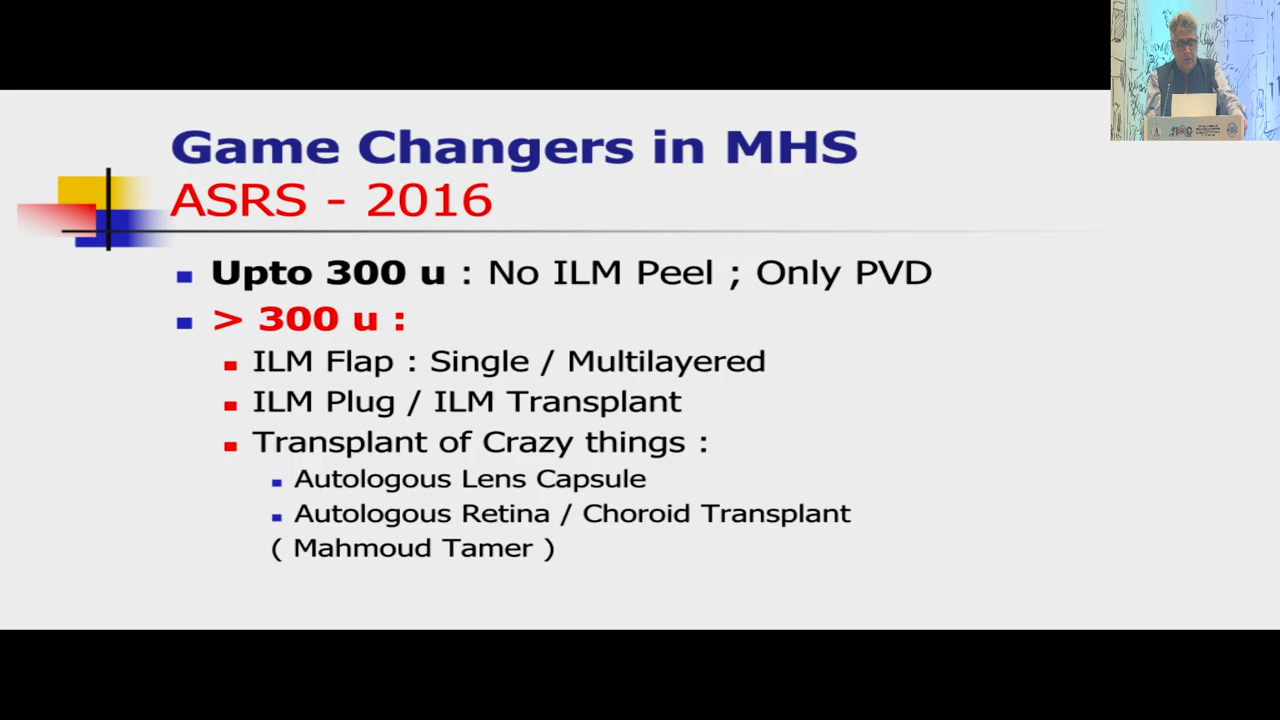 Game Changers in MHS
ASRS - 2016
Upto 300 u : No ILM Peel ; Only PVD
> 300 u :
ILM Flap : Single / Multilayered
ILM Plug / ILM Transplant
Transplant of Crazy things :
Autologous Lens Capsule
Autologous Retina / Choroid Transplant
( Mahmoud Tamer )